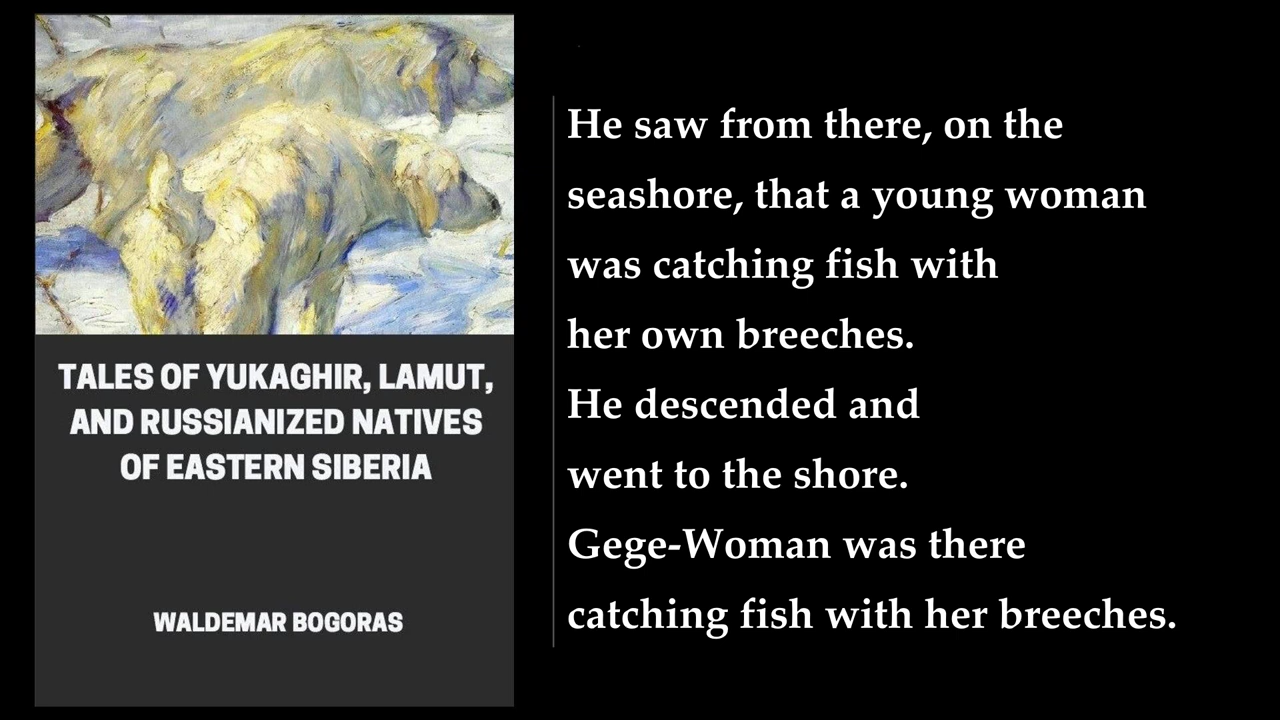 TALES OF YUKAGHIR, LAMUT,
AND RUSSIANIZED NATIVES
OF EASTERN SIBERIA
WALDEMAR BOGORAS
He saw from there, on the
seashore, that a young woman
was catching fish with
her own breeches.
He descended and
went to the shore.
Gege-Woman was there
catching fish with her breeches.